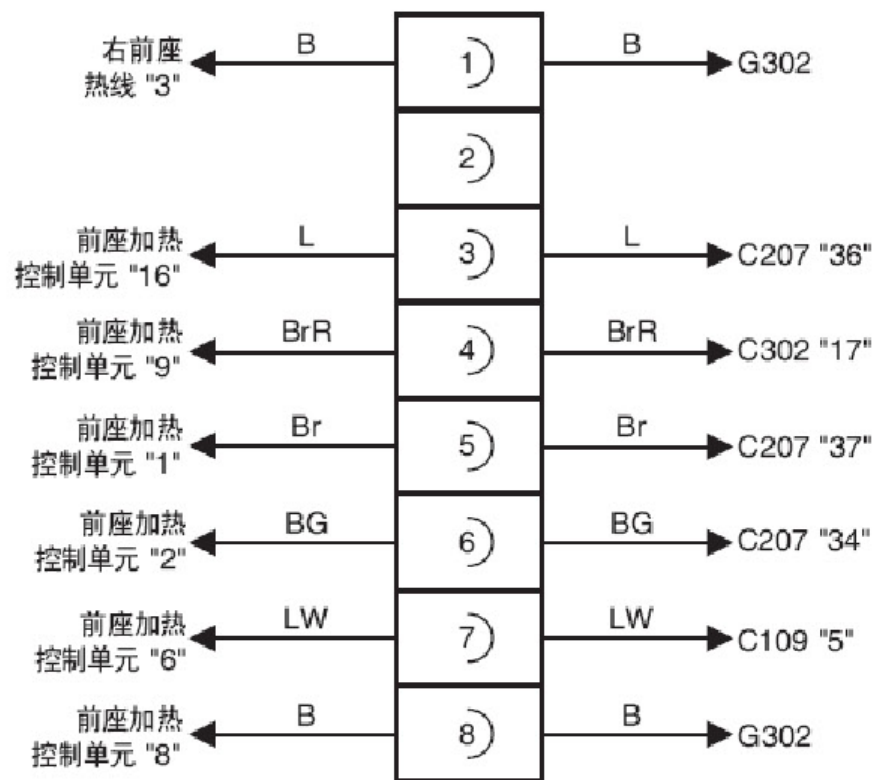 右前座
热线 "3"
B
1
B
G302
2
前座加热
控制单元 "16"
L
3
L
C207 "36"
前座加热
控制单元 "9"
BrR
4
BrR
C302 "17"
前座加热
控制单元 "1"
Br
5
Br
C207 "37"
前座加热
控制单元 "2"
BG
6
BG
C207 "34"
前座加热
控制单元 "6"
LW
7
LW
C109 "5"
前座加热
控制单元 "8"
B
8
B
G302